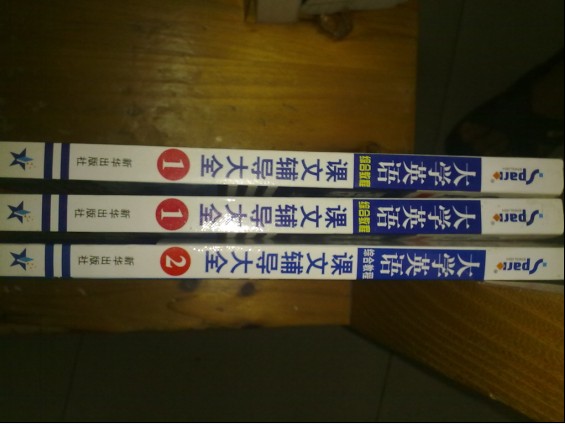 Spark
大学英语
综合教程
课文辅导大全
1
新华出版社
Spark
大学英语
综合教程
课文辅导大全
1
新华出版社
Spark
大学英语
综合教程
课文辅导大全
2
新华出版社